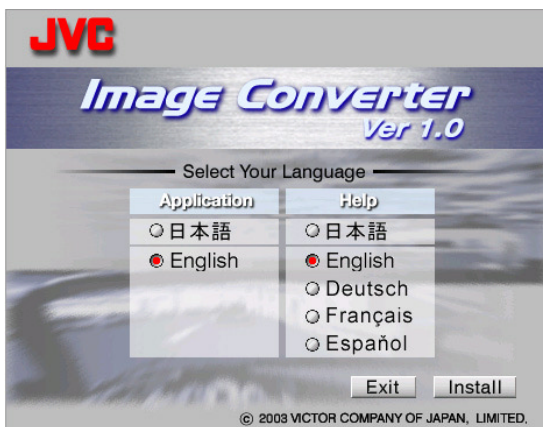 JVC
Image Converter
Ver 1.0
Select Your Language
Application
Help
日本語
日本語
English
English
Deutsch
Français
Español
Exit
Install
© 2003 VICTOR COMPANY OF JAPAN, LIMITED.